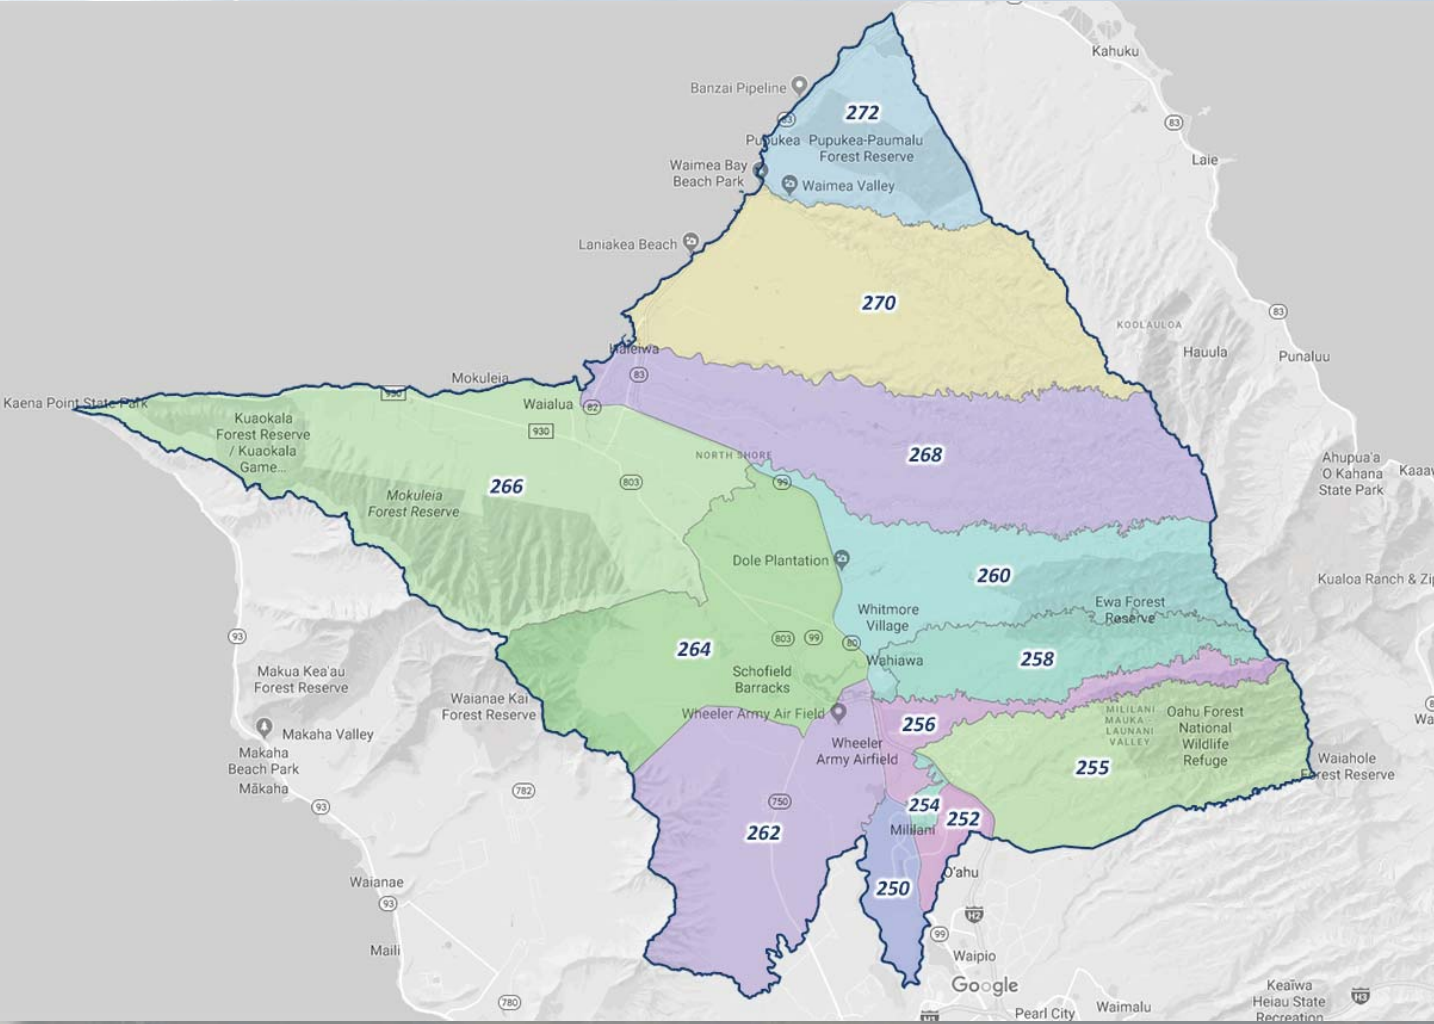 Kahuku
Banzai Pipeline
83
272
83
Pupukea
Pupukea-Paumalu
Forest Reserve
Laie
Waimea Bay
Beach Park
Waimea Valley
Laniakea Beach
270
83
KOOLAULOA
Haleiwa
Hauula
Punaluu
83
Mokuleia
930
Kaena Point State Park
Waialua
82
Kuaokala
Forest Reserve
/ Kuaokala
Game...
930
NORTH SHORE
268
Ahupua'a
'O Kahana
State Park
266
803
99
Mokuleia
Forest Reserve
Dole Plantation
260
Kualoa Ranch & Zip
Whitmore
Village
Ewa Forest
Reserve
93
803
99
80
264
Wahiawa
258
Makua Kea'au
Forest Reserve
Schofield
Barracks
Waianae Kai
Forest Reserve
Wheeler Army Air Field
256
MILILANI
MAUKA -
LAUNANI
VALLEY
Oahu Forest
National
Wildlife
Refuge
Makaha Valley
Makaha
Beach Park
Mākaha
Wheeler
Army Airfield
255
Waiahole
Forest Reserve
782
93
750
254
252
262
Mililani
O'ahu
Waianae
250
93
H2
99
Maili
Waipio
Google
780
Keaīwa
Heiau State
Recreation
H3
Waimalu
Pearl City
H1